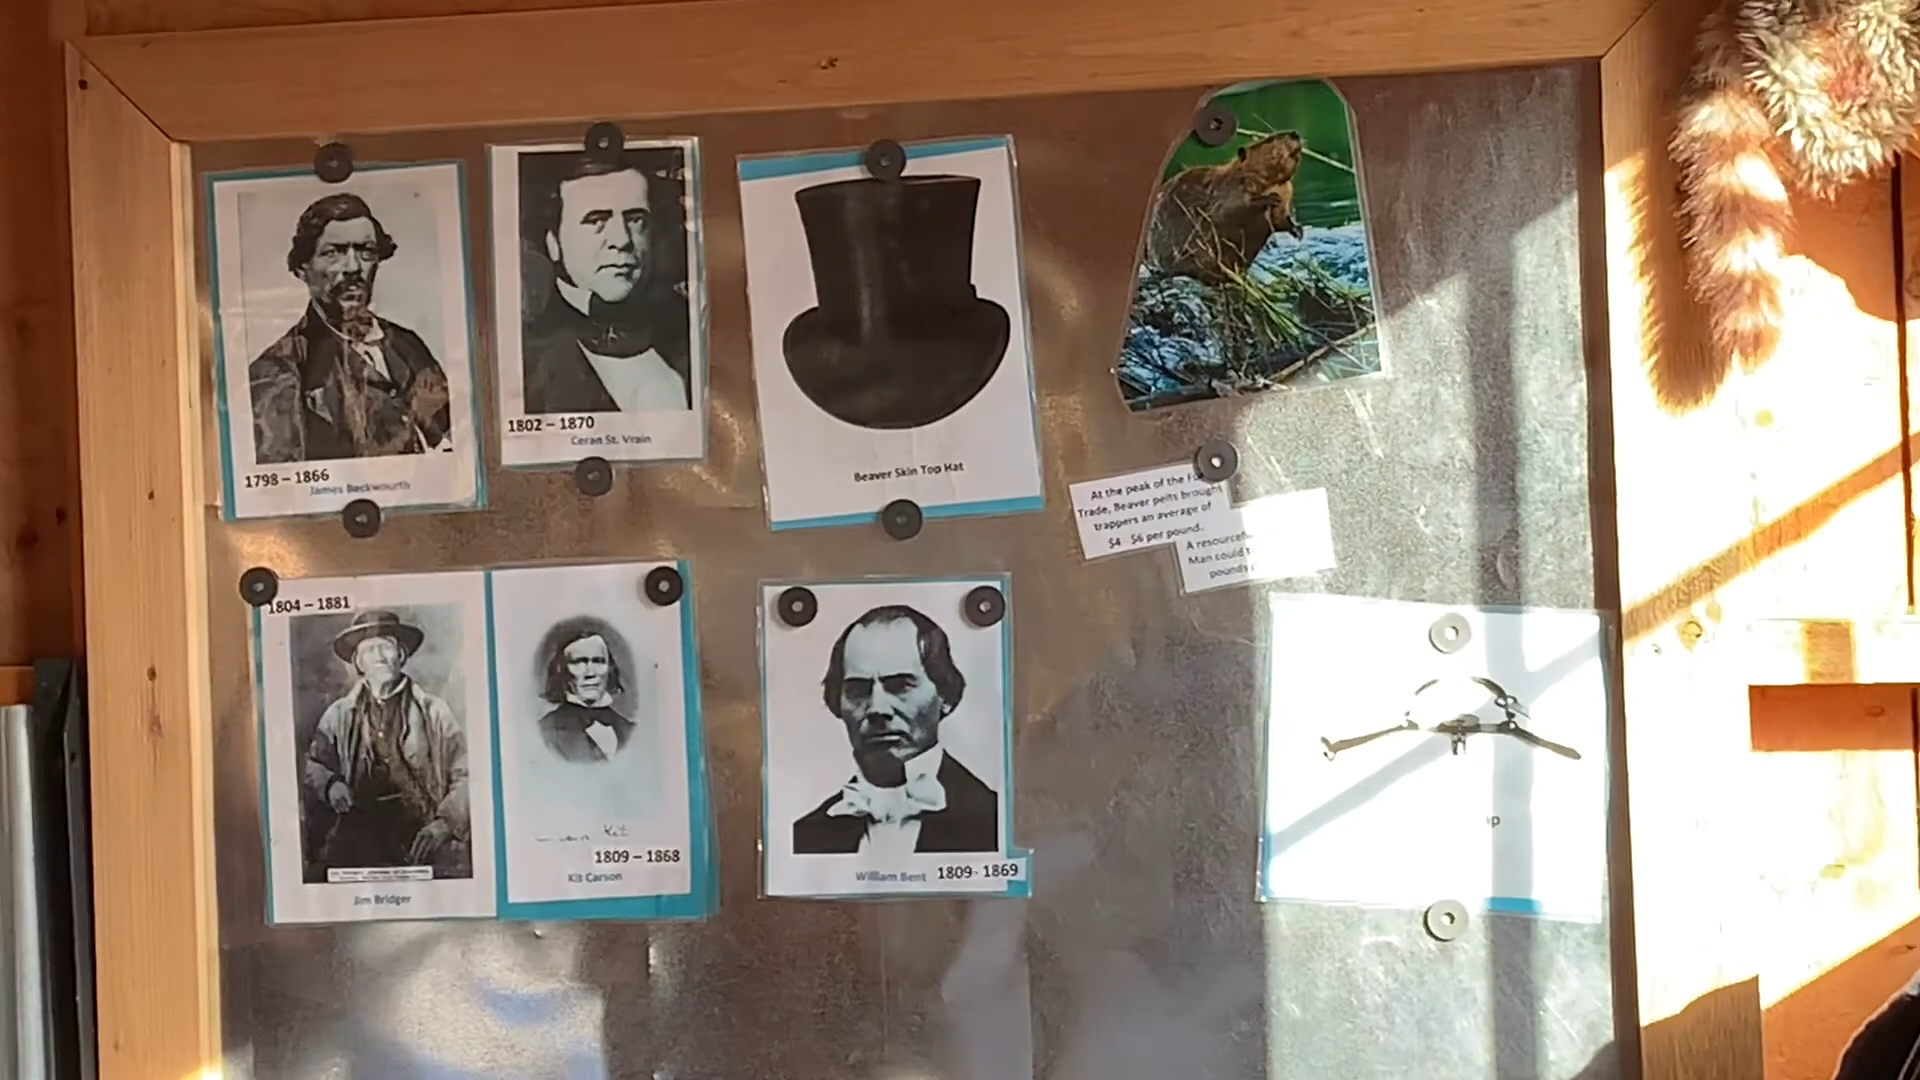 1798 – 1866
James Beckwourth
1802 – 1870
Ceran St. Vrain
Beaver Skin Top Hat
At the peak of the
Trade, Beaver pelts brought
trappers an average of
$4 - $6 per pound.
A
Man could
pounds
1804 – 1881
Jim Bridger
Kit
1809 – 1868
Kit Carson
William Bent 1809 - 1869